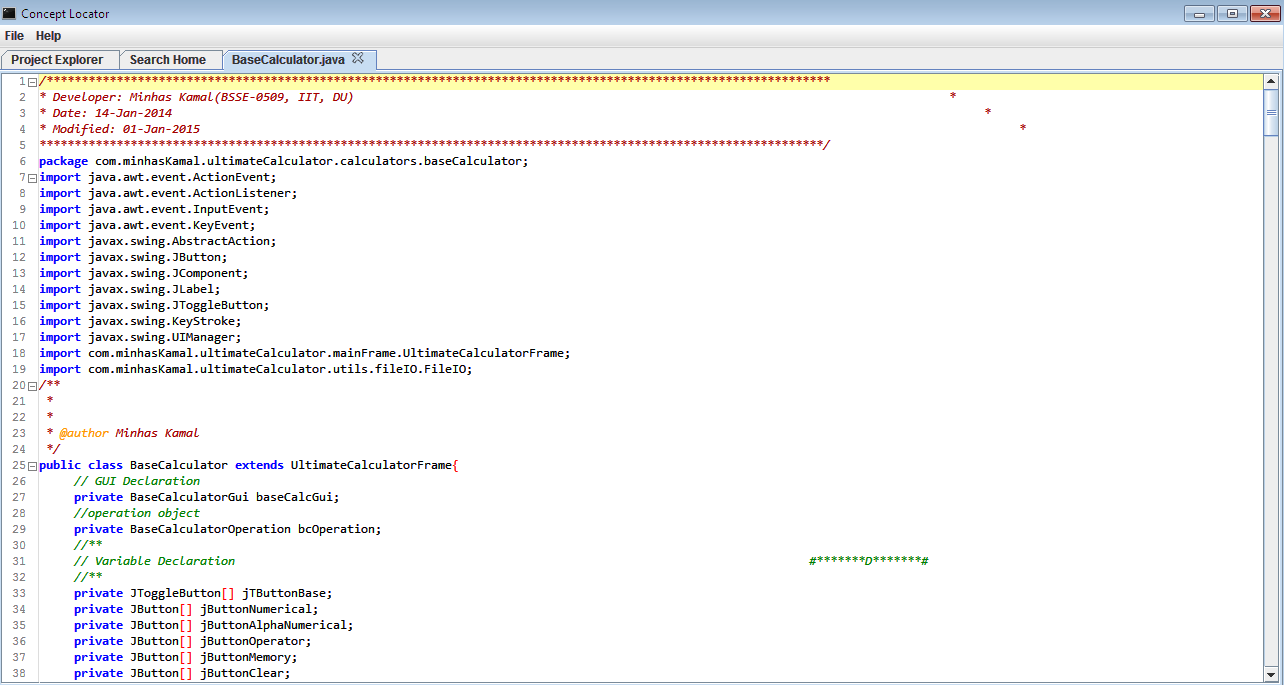 Concept Locator
File Help
Project Explorer Search Home BaseCalculator.java
1 /****************************************************************************************************************
2 * Developer: Minhas Kamal(BSSE-0509, IIT, DU) *
3 * Date: 14-Jan-2014 *
4 * Modified: 01-Jan-2015 *
5 ****************************************************************************************************************/
6 package com.minhasKamal.ultimateCalculator.calculators.baseCalculator;
7 import java.awt.event.ActionEvent;
8 import java.awt.event.ActionListener;
9 import java.awt.event.InputEvent;
10 import java.awt.event.KeyEvent;
11 import javax.swing.AbstractAction;
12 import javax.swing.JButton;
13 import javax.swing.JComponent;
14 import javax.swing.JLabel;
15 import javax.swing.JToggleButton;
16 import javax.swing.KeyStroke;
17 import javax.swing.UIManager;
18 import com.minhasKamal.ultimateCalculator.mainFrame.UltimateCalculatorFrame;
19 import com.minhasKamal.ultimateCalculator.utils.fileIO.FileIO;
20 /**
21 *
22 *
23 * @author Minhas Kamal
24 */
25 public class BaseCalculator extends UltimateCalculatorFrame{
26 // GUI Declaration
27 private BaseCalculatorGui baseCalcGui;
28 //operation object
29 private BaseCalculatorOperation bcOperation;
30 //**
31 // Variable Declaration #*******D*******#
32 //**
33 private JToggleButton[] jTButtonBase;
34 private JButton[] jButtonNumerical;
35 private JButton[] jButtonAlphaNumerical;
36 private JButton[] jButtonOperator;
37 private JButton[] jButtonMemory;
38 private JButton[] jButtonClear;